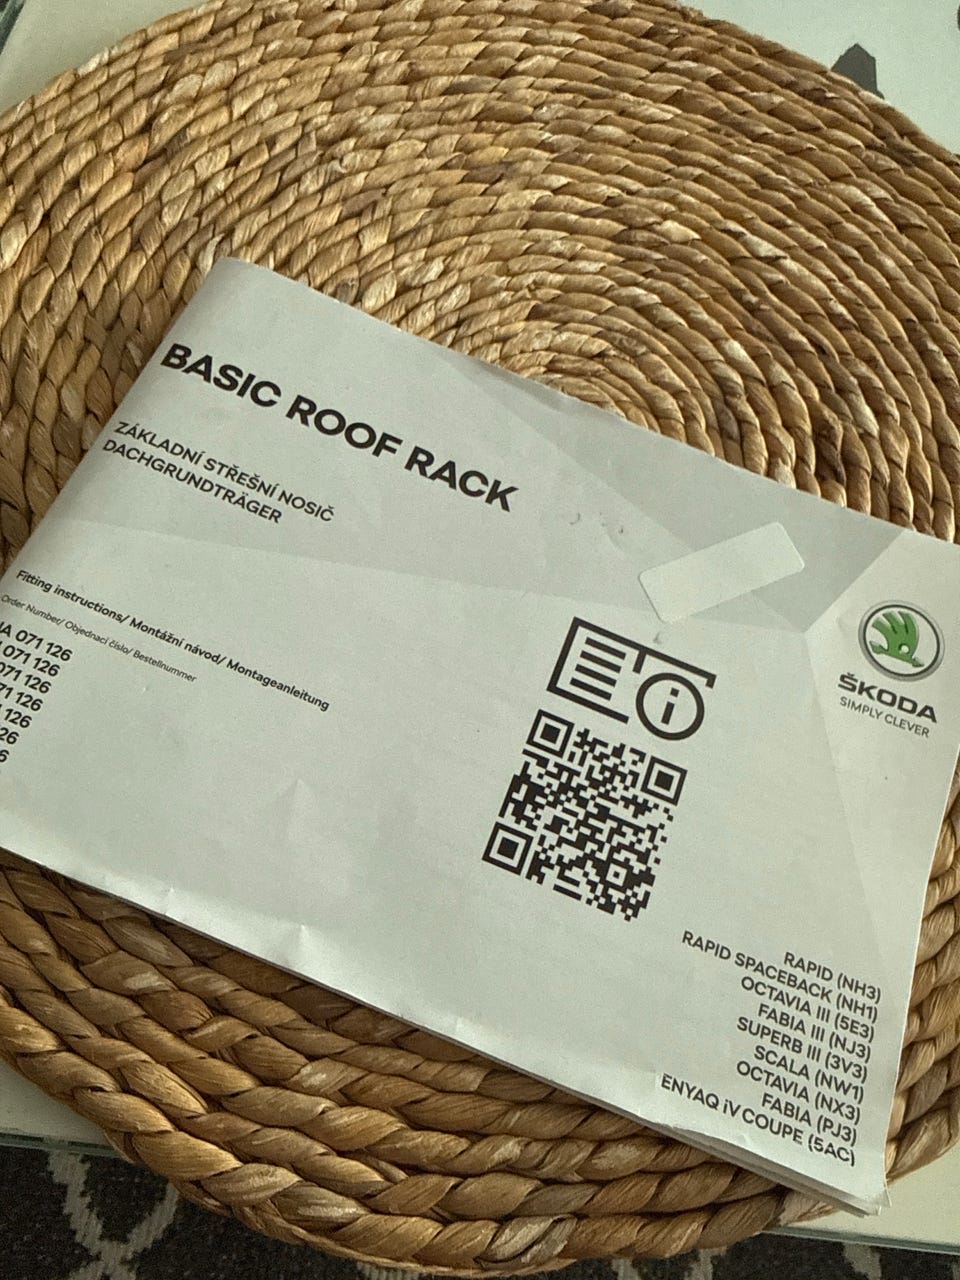 BASIC ROOF RACK
ZÁKLADNÍ STŘEŠNÍ NOSIČ
DACHGRUNDTRÄGER
Fitting instructions/ Montážní návod/ Montageanleitung
Order Number/ Objednací číslo/ Bestellnummer
071 126
071 126
071 126
71 126
126
26
6
ŠKODA
SIMPLY CLEVER
RAPID (NH3)
RAPID SPACEBACK (NH1)
OCTAVIA III (5E3)
FABIA III (NJ3)
SUPERB III (3V3)
SCALA (NW1)
OCTAVIA (NX3)
FABIA (PJ3)
ENYAQ iV COUPE (5AC)